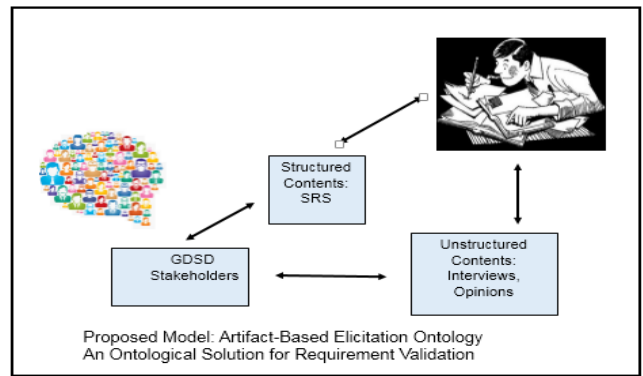 Structured
Contents:
SRS
GDSD
Stakeholders
Unstructured
Contents:
Interviews,
Opinions
Proposed Model: Artifact-Based Elicitation Ontology
An Ontological Solution for Requirement Validation